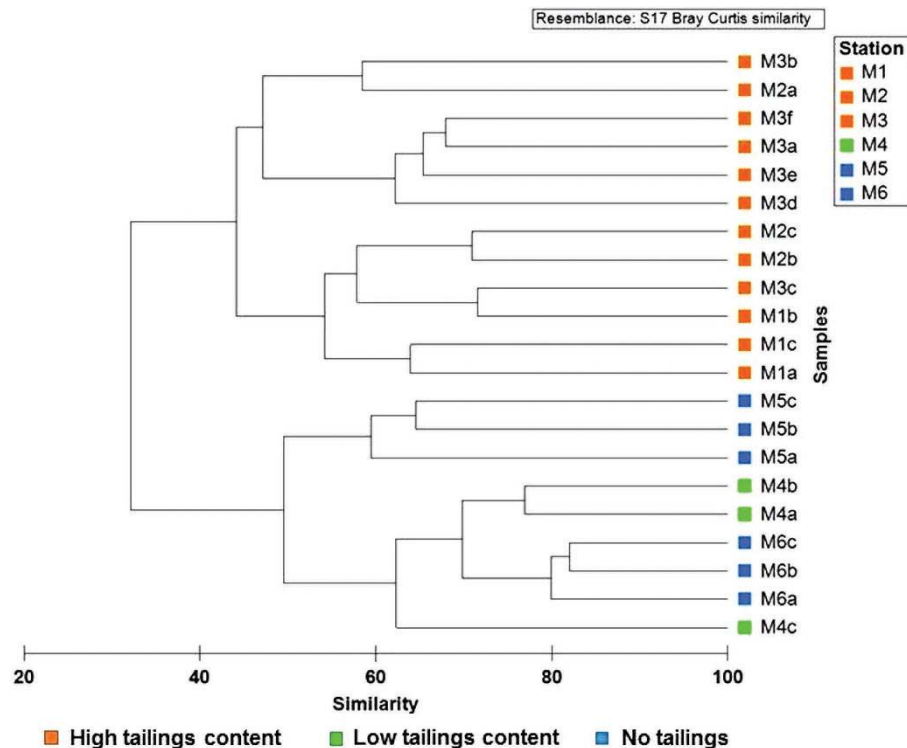 Resemblance: S17 Bray Curtis similarity
Station
M1
M2
M3
M4
M5
M6
M3b
M2a
M3f
M3a
M3e
M3d
M2c
M2b
M3c
M1b
M1c
M1a
M5c
M5b
M5a
M4b
M4a
M6c
M6b
M6a
M4c
Samples
20 40 60 80 100
Similarity
High tailings content Low tailings content No tailings